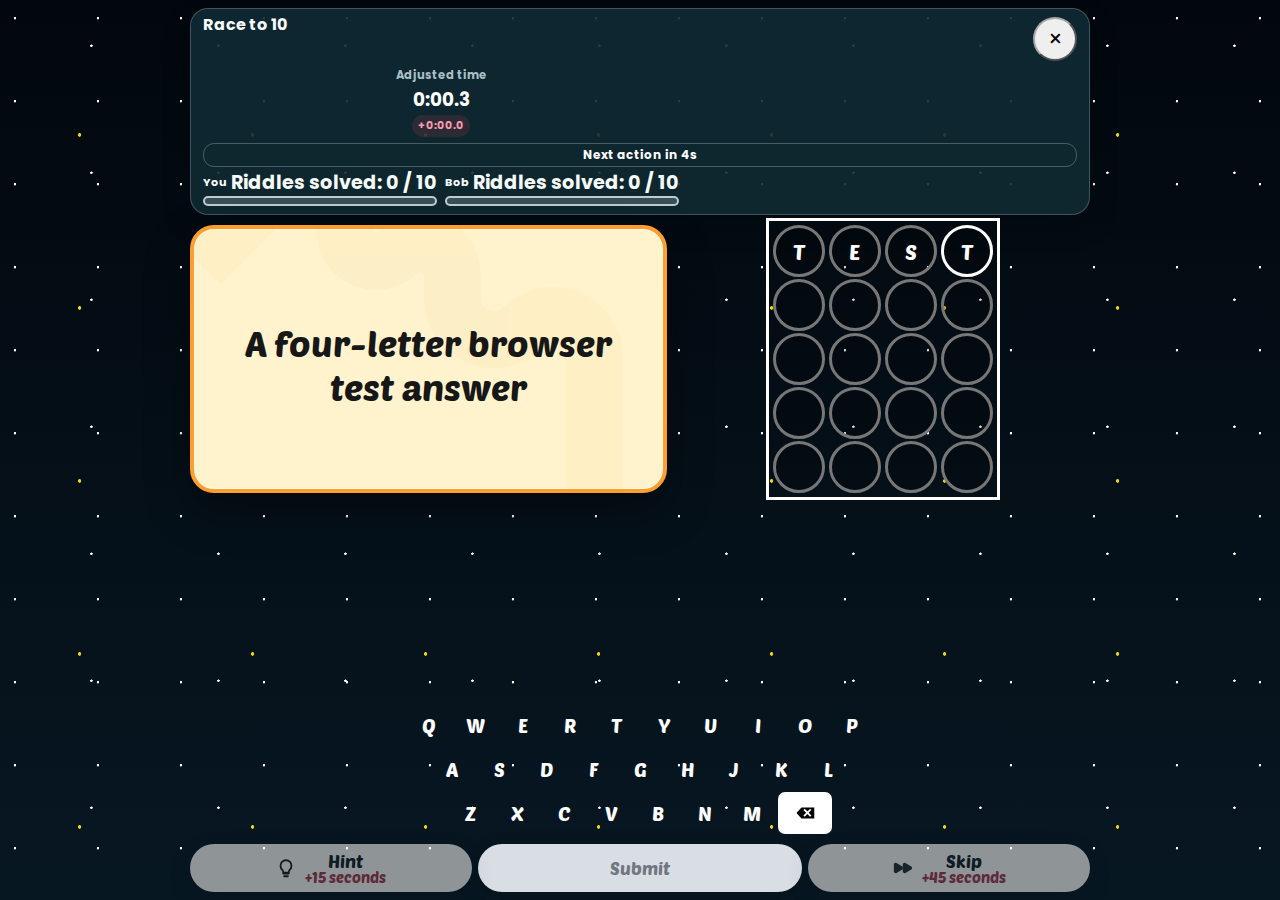 Race to 10
Adjusted time
0:00.3
+0:00.0
Next action in 4s
You Riddles solved: 0 / 10 Bob Riddles solved: 0 / 10
A four-letter browser
test answer
T E S T
Q W E R T Y U I O P
A S D F G H J K L
Z X C V B N M
Hint
+15 seconds
Submit
Skip
+45 seconds